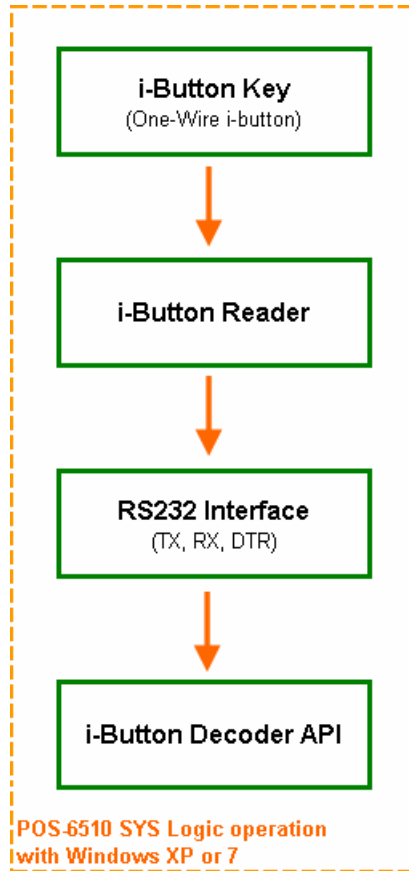 i-Button Key
(One-Wire i-button)
i-Button Reader
RS232 Interface
(TX, RX, DTR)
i-Button Decoder API
POS-6510 SYS Logic operation
with Windows XP or 7